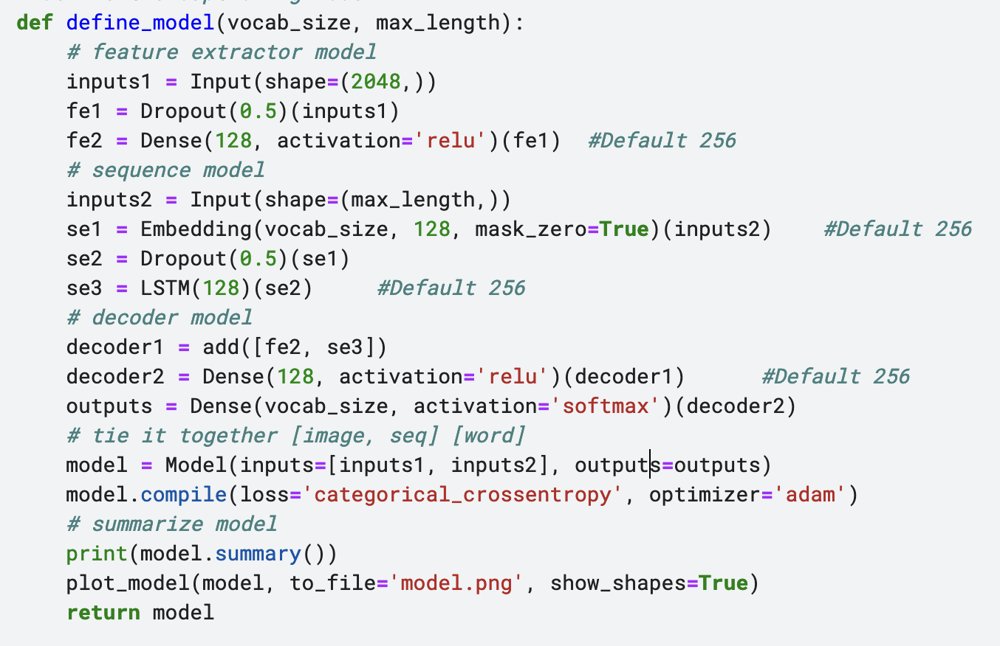 def define_model(vocab_size, max_length):
    # feature extractor model
    inputs1 = Input(shape=(2048,))
    fe1 = Dropout(0.5)(inputs1)
    fe2 = Dense(128, activation='relu')(fe1)  #Default 256
    # sequence model
    inputs2 = Input(shape=(max_length,))
    se1 = Embedding(vocab_size, 128, mask_zero=True)(inputs2)    #Default 256
    se2 = Dropout(0.5)(se1)
    se3 = LSTM(128)(se2)     #Default 256
    # decoder model
    decoder1 = add([fe2, se3])
    decoder2 = Dense(128, activation='relu')(decoder1)      #Default 256
    outputs = Dense(vocab_size, activation='softmax')(decoder2)
    # tie it together [image, seq] [word]
    model = Model(inputs=[inputs1, inputs2], outputs=outputs)
    model.compile(loss='categorical_crossentropy', optimizer='adam')
    # summarize model
    print(model.summary())
    plot_model(model, to_file='model.png', show_shapes=True)
    return model